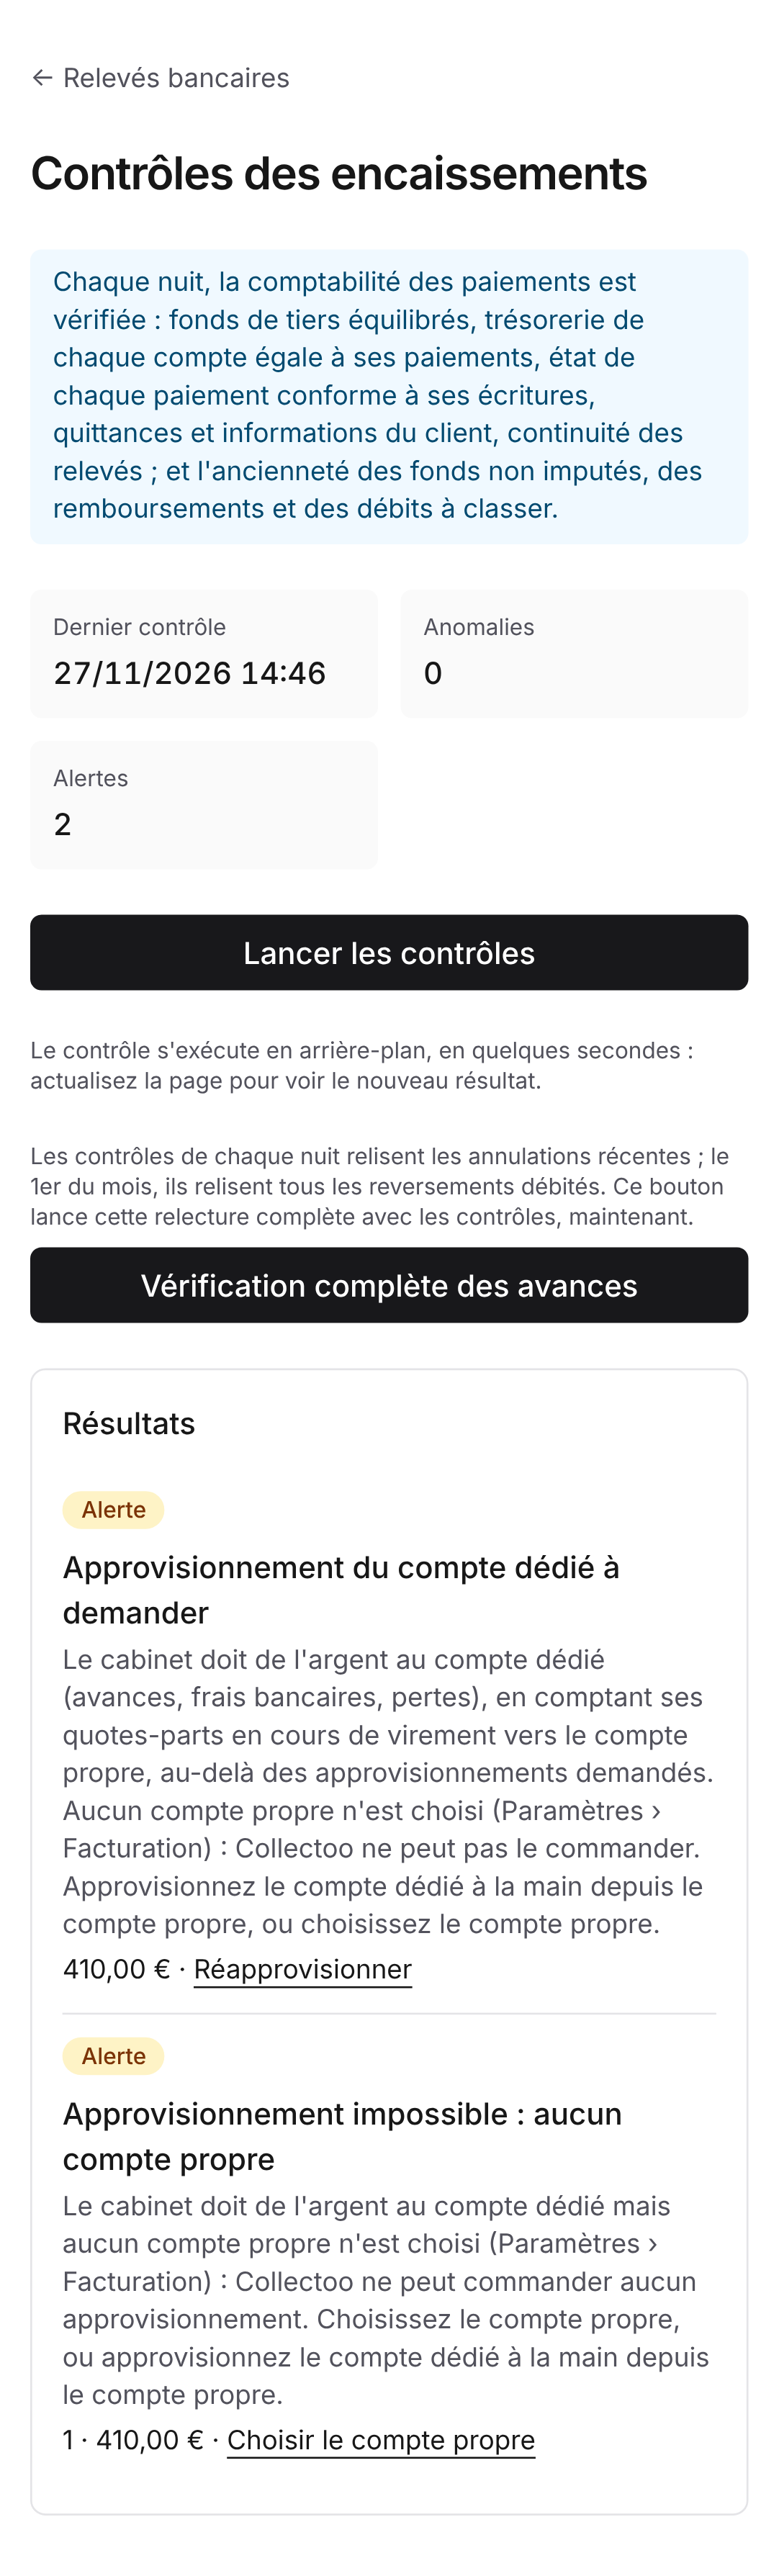 ← Relevés bancaires
Contrôles des encaissements
Chaque nuit, la comptabilité des paiements est
vérifiée : fonds de tiers équilibrés, trésorerie de
chaque compte égale à ses paiements, état de
chaque paiement conforme à ses écritures,
quittances et informations du client, continuité des
relevés ; et l'ancienneté des fonds non imputés, des
remboursements et des débits à classer.
Dernier contrôle
27/11/2026 14:46
Anomalies
0
Alertes
2
Lancer les contrôles
Le contrôle s'exécute en arrière-plan, en quelques secondes :
actualisez la page pour voir le nouveau résultat.
Les contrôles de chaque nuit relisent les annulations récentes ; le
1er du mois, ils relisent tous les reversements débités. Ce bouton
lance cette relecture complète avec les contrôles, maintenant.
Vérification complète des avances
Résultats
Alerte
Approvisionnement du compte dédié à
demander
Le cabinet doit de l'argent au compte dédié
(avances, frais bancaires, pertes), en comptant ses
quotes-parts en cours de virement vers le compte
propre, au-delà des approvisionnements demandés.
Aucun compte propre n'est choisi (Paramètres ›
Facturation) : Collectoo ne peut pas le commander.
Approvisionnez le compte dédié à la main depuis le
compte propre, ou choisissez le compte propre.
410,00 € · Réapprovisionner
Alerte
Approvisionnement impossible : aucun
compte propre
Le cabinet doit de l'argent au compte dédié mais
aucun compte propre n'est choisi (Paramètres ›
Facturation) : Collectoo ne peut commander aucun
approvisionnement. Choisissez le compte propre,
ou approvisionnez le compte dédié à la main depuis
le compte propre.
1 · 410,00 € · Choisir le compte propre